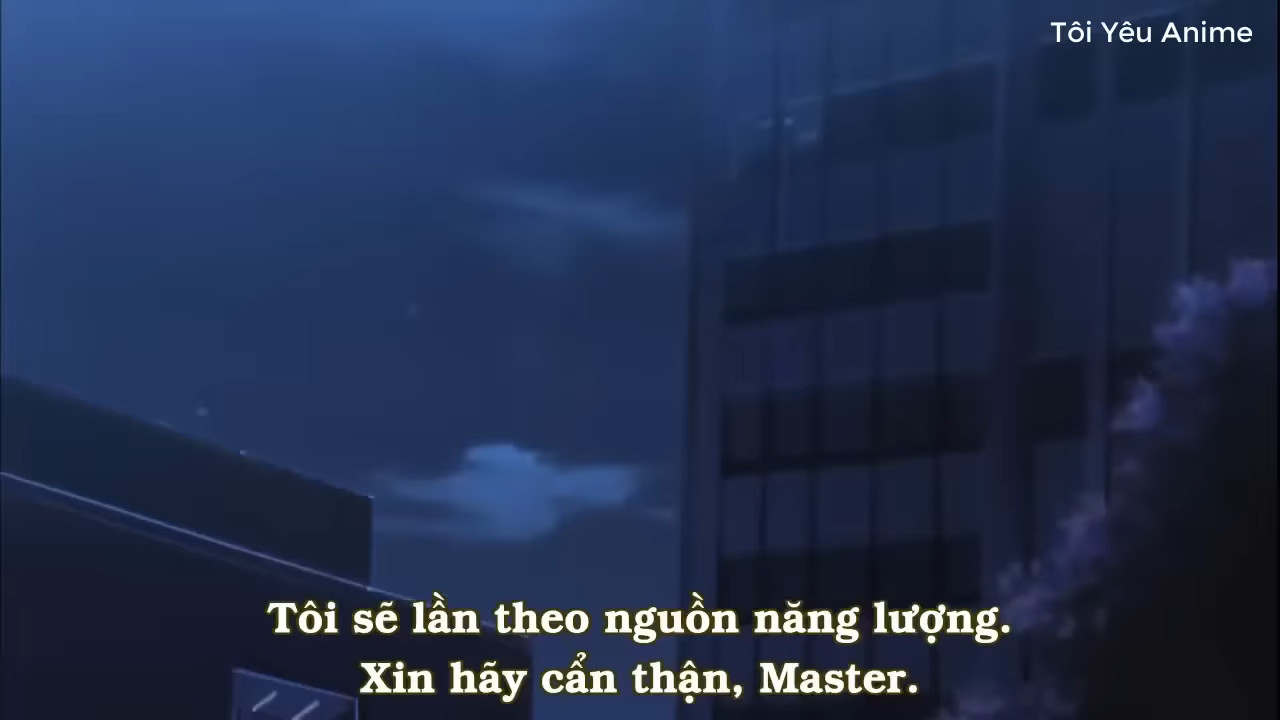 Tôi Yêu Anime
Tôi sẽ lần theo nguồn năng lượng.
Xin hãy cẩn thận, Master.